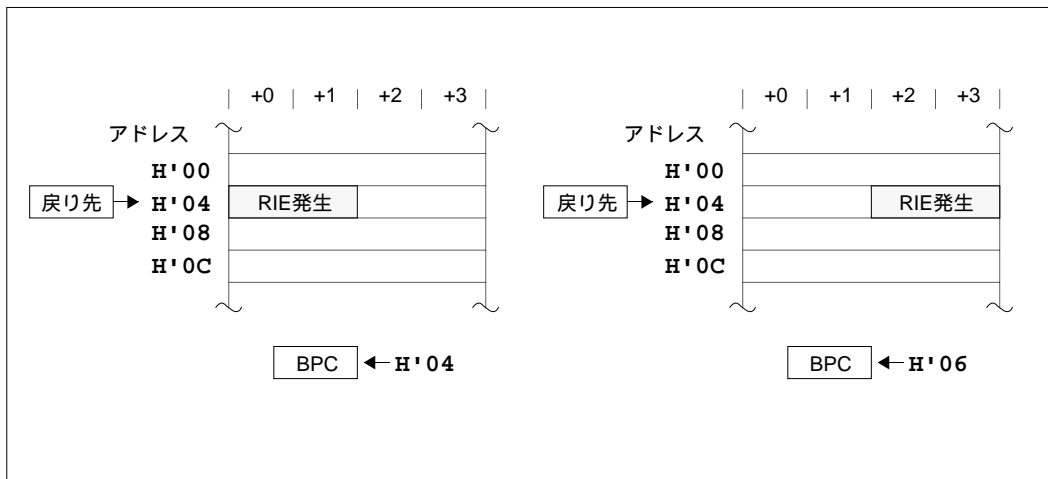 +0 +1 +2 +3
アドレス
H'00
戻り先 H'04 RIE発生
H'08
H'0C
BPC H'04
+0 +1 +2 +3
アドレス
H'00
戻り先 H'04 RIE発生
H'08
H'0C
BPC H'06